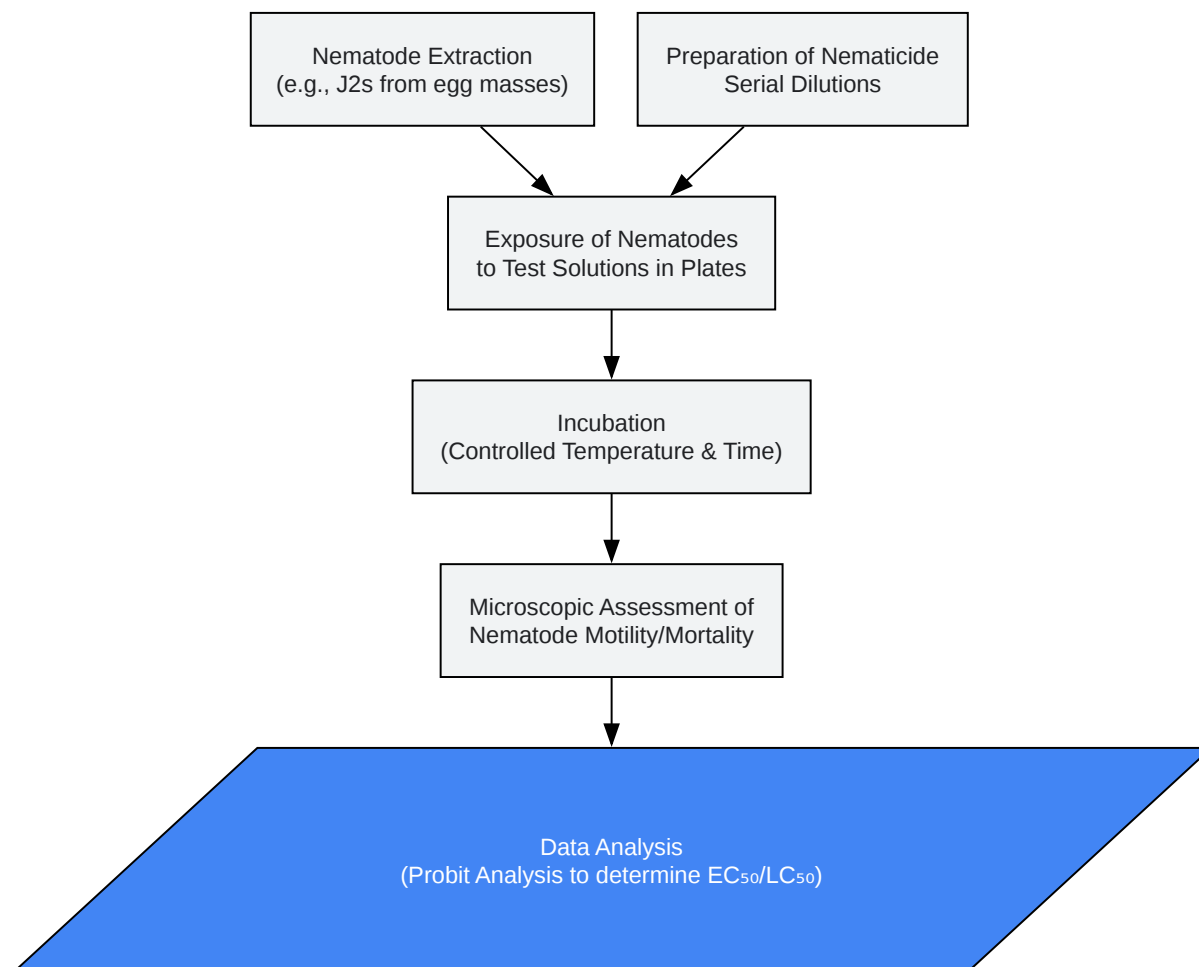 Nematode Extraction
(e.g., J2s from egg masses)
Preparation of Nematicide
Serial Dilutions
Exposure of Nematodes
to Test Solutions in Plates
Incubation
(Controlled Temperature & Time)
Microscopic Assessment of
Nematode Motility/Mortality
Data Analysis
(Probit Analysis to determine EC₅₀/LC₅₀)